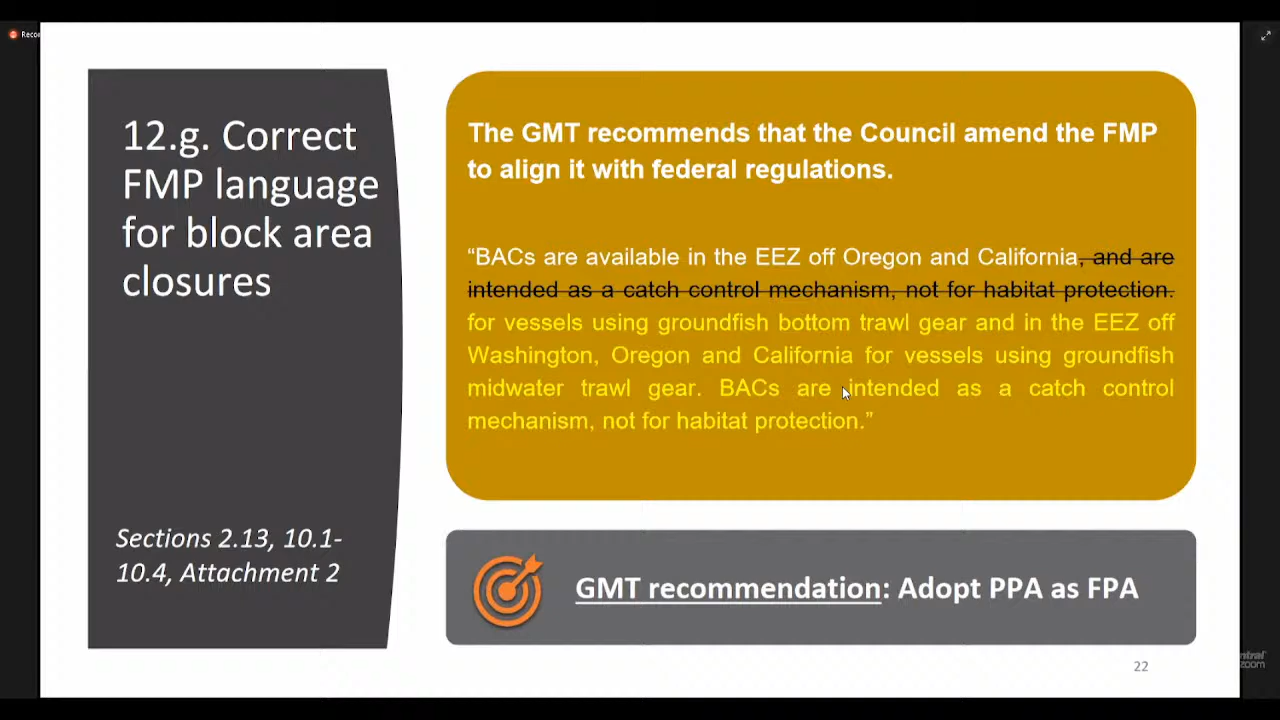 Recor
12.g. Correct
FMP language
for block area
closures
Sections 2.13, 10.1-
10.4, Attachment 2
The GMT recommends that the Council amend the FMP
to align it with federal regulations.
“BACs are available in the EEZ off Oregon and California, and are
intended as a catch control mechanism, not for habitat protection.
for vessels using groundfish bottom trawl gear and in the EEZ off
Washington, Oregon and California for vessels using groundfish
midwater trawl gear. BACs are intended as a catch control
mechanism, not for habitat protection.”
GMT recommendation: Adopt PPA as FPA
22
zoom